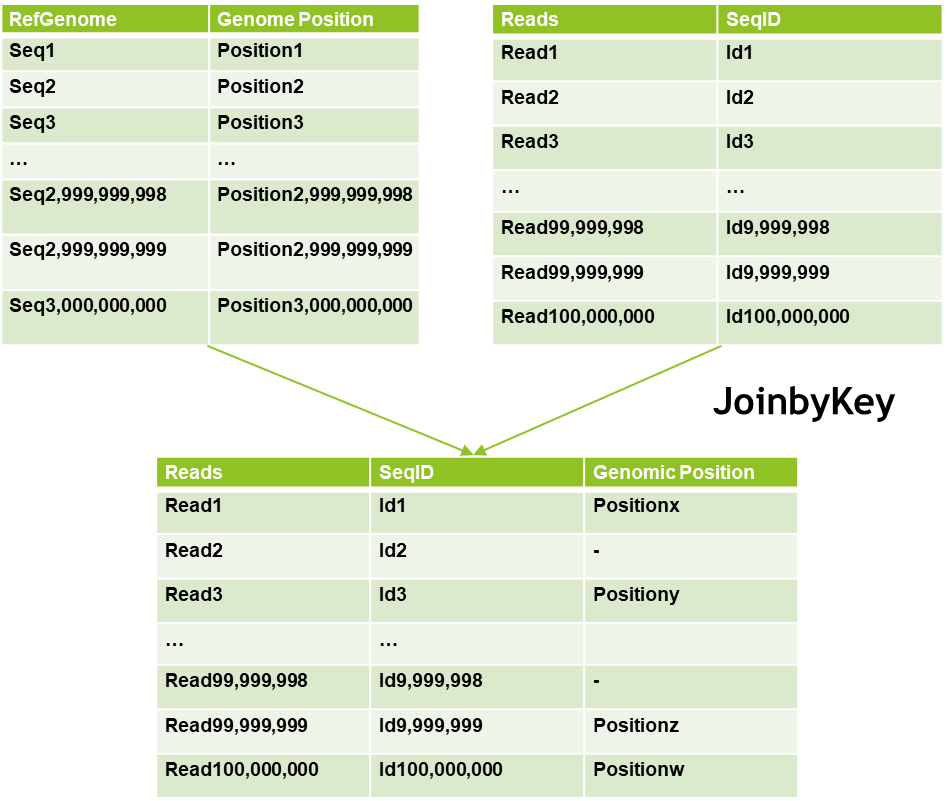 RefGenome Genome Position
Seq1 Position1
Seq2 Position2
Seq3 Position3
... ...
Seq2,999,999,998 Position2,999,999,998
Seq2,999,999,999 Position2,999,999,999
Seq3,000,000,000 Position3,000,000,000
Reads SeqID
Read1 Id1
Read2 Id2
Read3 Id3
... ...
Read99,999,998 Id9,999,998
Read99,999,999 Id9,999,999
Read100,000,000 Id100,000,000
JoinbyKey
Reads SeqID Genomic Position
Read1 Id1 Positionx
Read2 Id2 -
Read3 Id3 Positiony
... ...
Read99,999,998 Id9,999,998 -
Read99,999,999 Id9,999,999 Positionz
Read100,000,000 Id100,000,000 Positionw